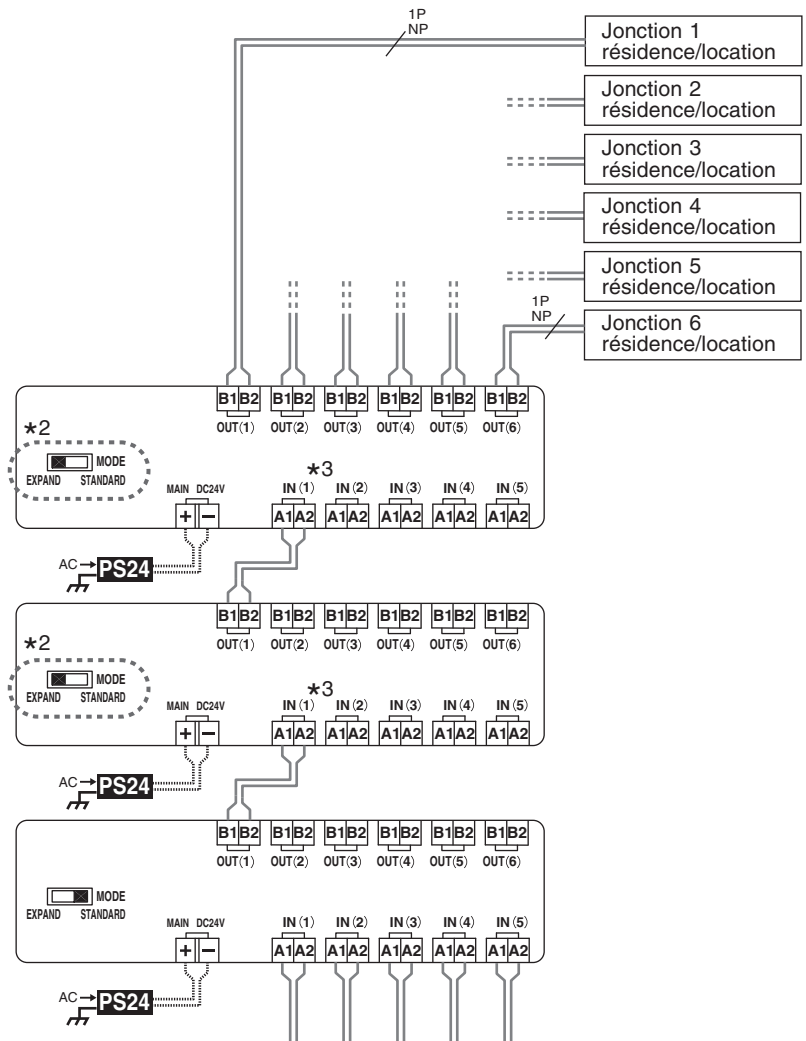 1P
NP
Jonction 1
résidence/location
Jonction 2
résidence/location
Jonction 3
résidence/location
Jonction 4
résidence/location
Jonction 5
résidence/location
1P
NP
Jonction 6
résidence/location
B1 B2 B1 B2 B1 B2 B1 B2 B1 B2 B1 B2
OUT(1) OUT(2) OUT(3) OUT(4) OUT(5) OUT(6)
*2
MODE
EXPAND STANDARD
*3
MAIN DC24V IN(1) IN(2) IN(3) IN(4) IN(5)
+ − A1 A2 A1 A2 A1 A2 A1 A2 A1 A2
AC→ PS24
B1 B2 B1 B2 B1 B2 B1 B2 B1 B2 B1 B2
OUT(1) OUT(2) OUT(3) OUT(4) OUT(5) OUT(6)
*2
MODE
EXPAND STANDARD
*3
MAIN DC24V IN(1) IN(2) IN(3) IN(4) IN(5)
+ − A1 A2 A1 A2 A1 A2 A1 A2 A1 A2
AC→ PS24
B1 B2 B1 B2 B1 B2 B1 B2 B1 B2 B1 B2
OUT(1) OUT(2) OUT(3) OUT(4) OUT(5) OUT(6)
MODE
EXPAND STANDARD
MAIN DC24V IN(1) IN(2) IN(3) IN(4) IN(5)
+ − A1 A2 A1 A2 A1 A2 A1 A2 A1 A2
AC→ PS24